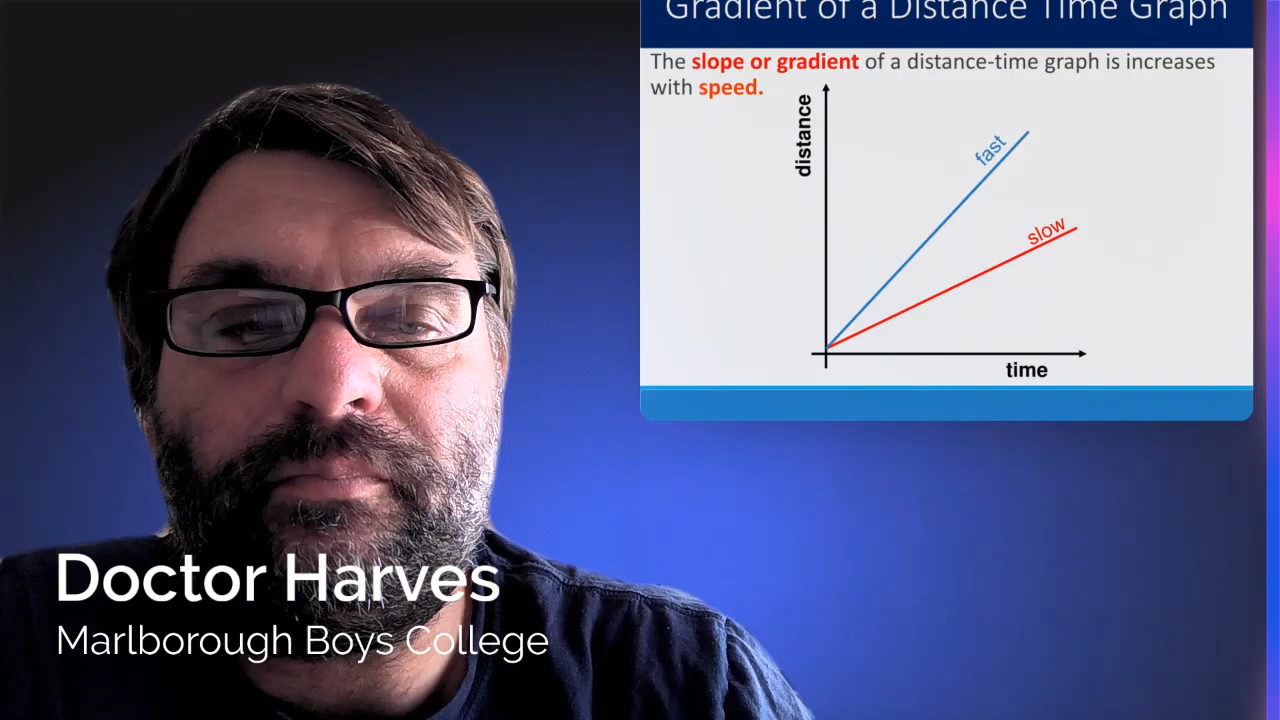 Gradient of a Distance Time Graph
The slope or gradient of a distance-time graph is increases
with speed.
distance
fast
slow
time
Doctor Harves
Marlborough Boys College